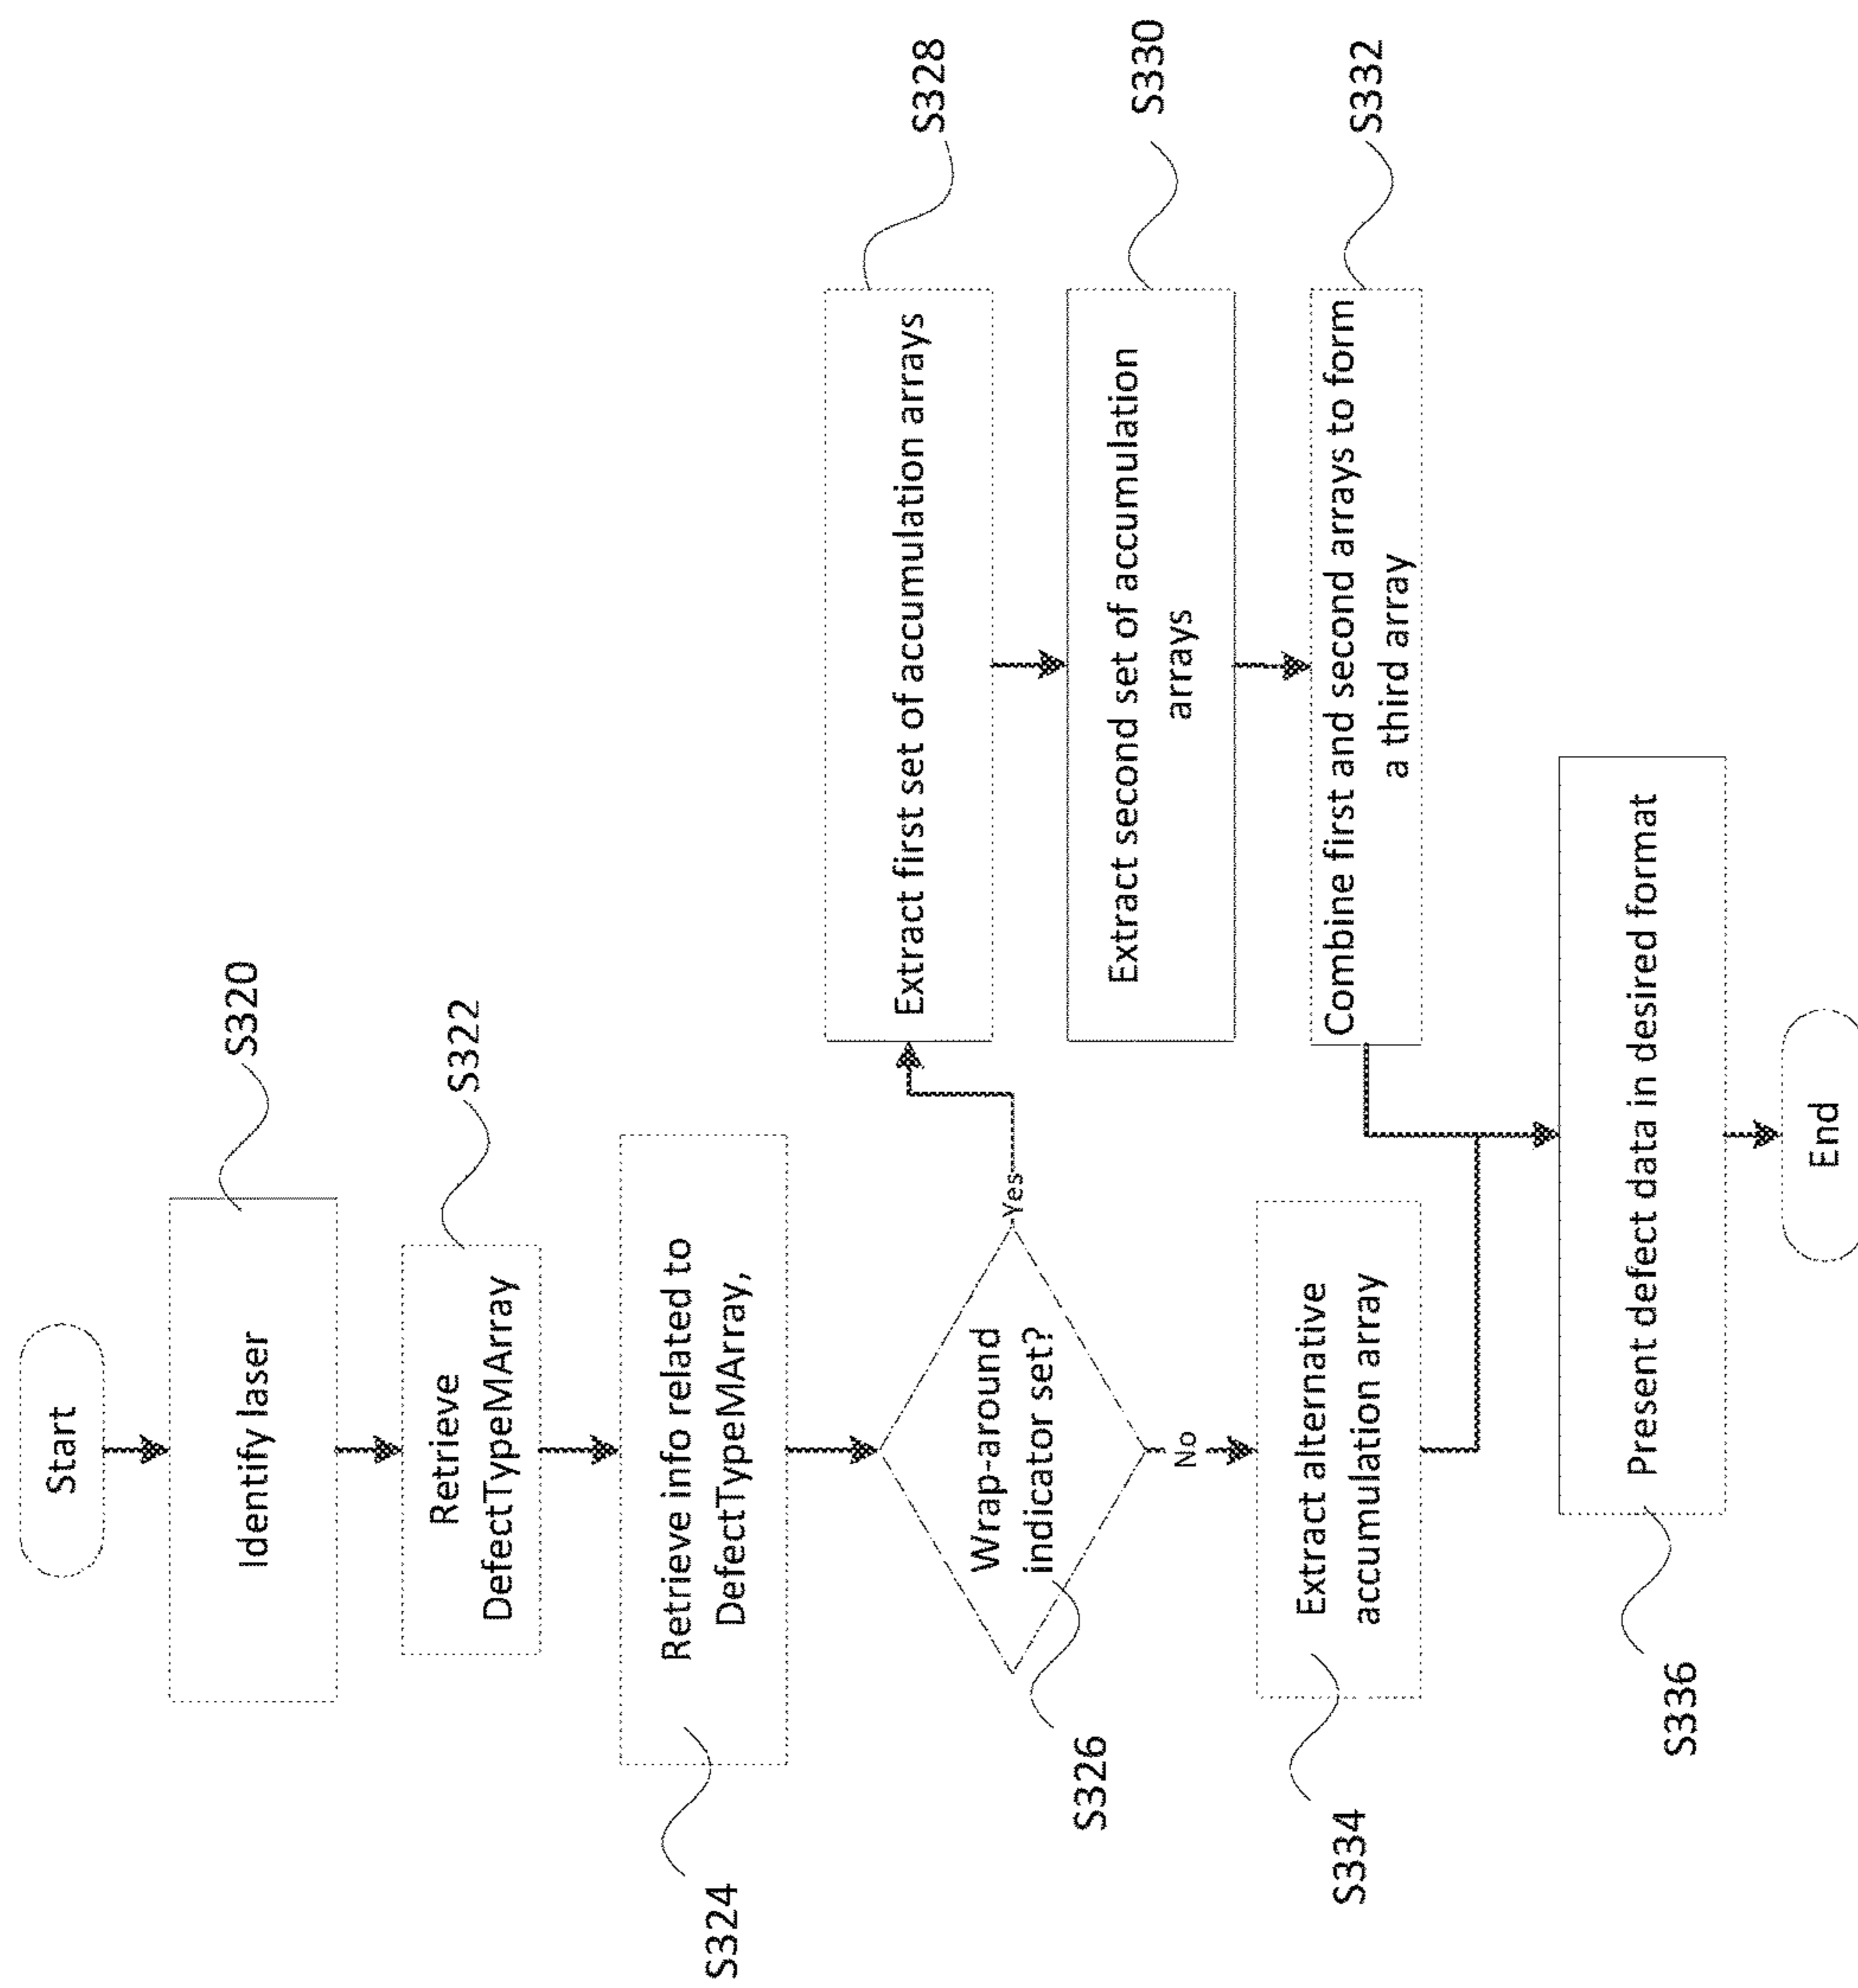 Start
Identify laser
S320
Retrieve
DefectTypeMArray
S322
Retrieve info related to
DefectTypeMArray,
S324
Wrap-around
indicator set?
S326
Yes
No
Extract first set of accumulation arrays
S328
Extract second set of accumulation
arrays
S330
Combine first and second arrays to form
a third array
S332
Extract alternative
accumulation array
S334
Present defect data in desired format
S336
End